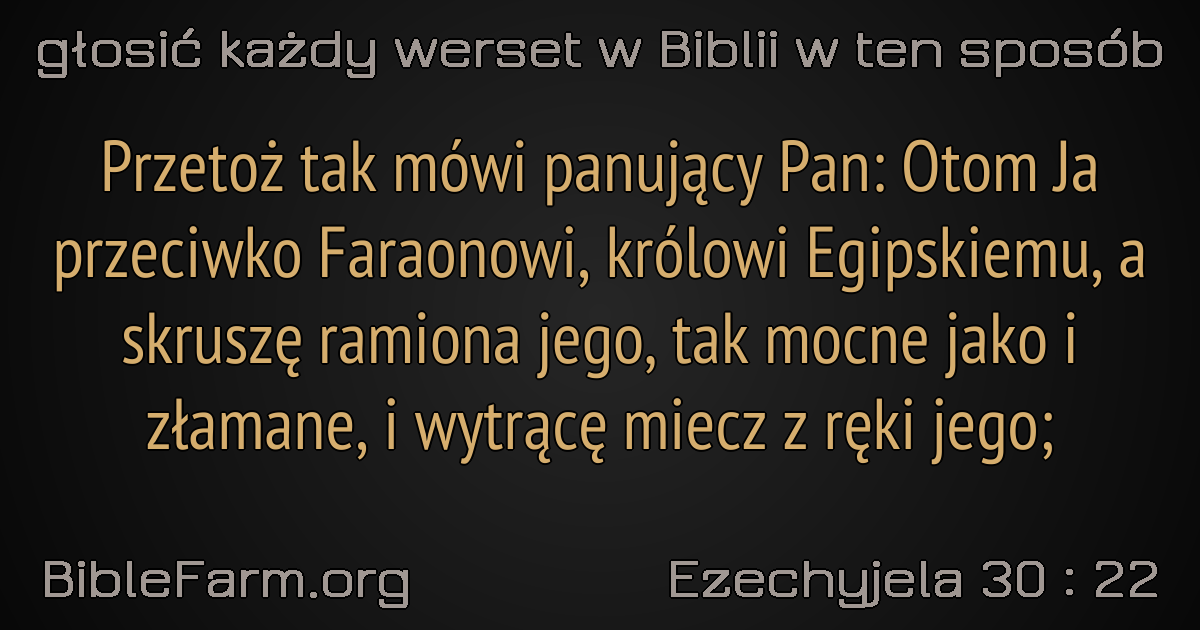 głosić każdy werset w Biblii w ten sposób
Przetoż tak mówi panujący Pan: Otom Ja
przeciwko Faraonowi, królowi Egipskiemu, a
skruszę ramiona jego, tak mocne jako i
złamane, i wytrącę miecz z ręki jego;
BibleFarm.org
Ezechyjela 30 : 22